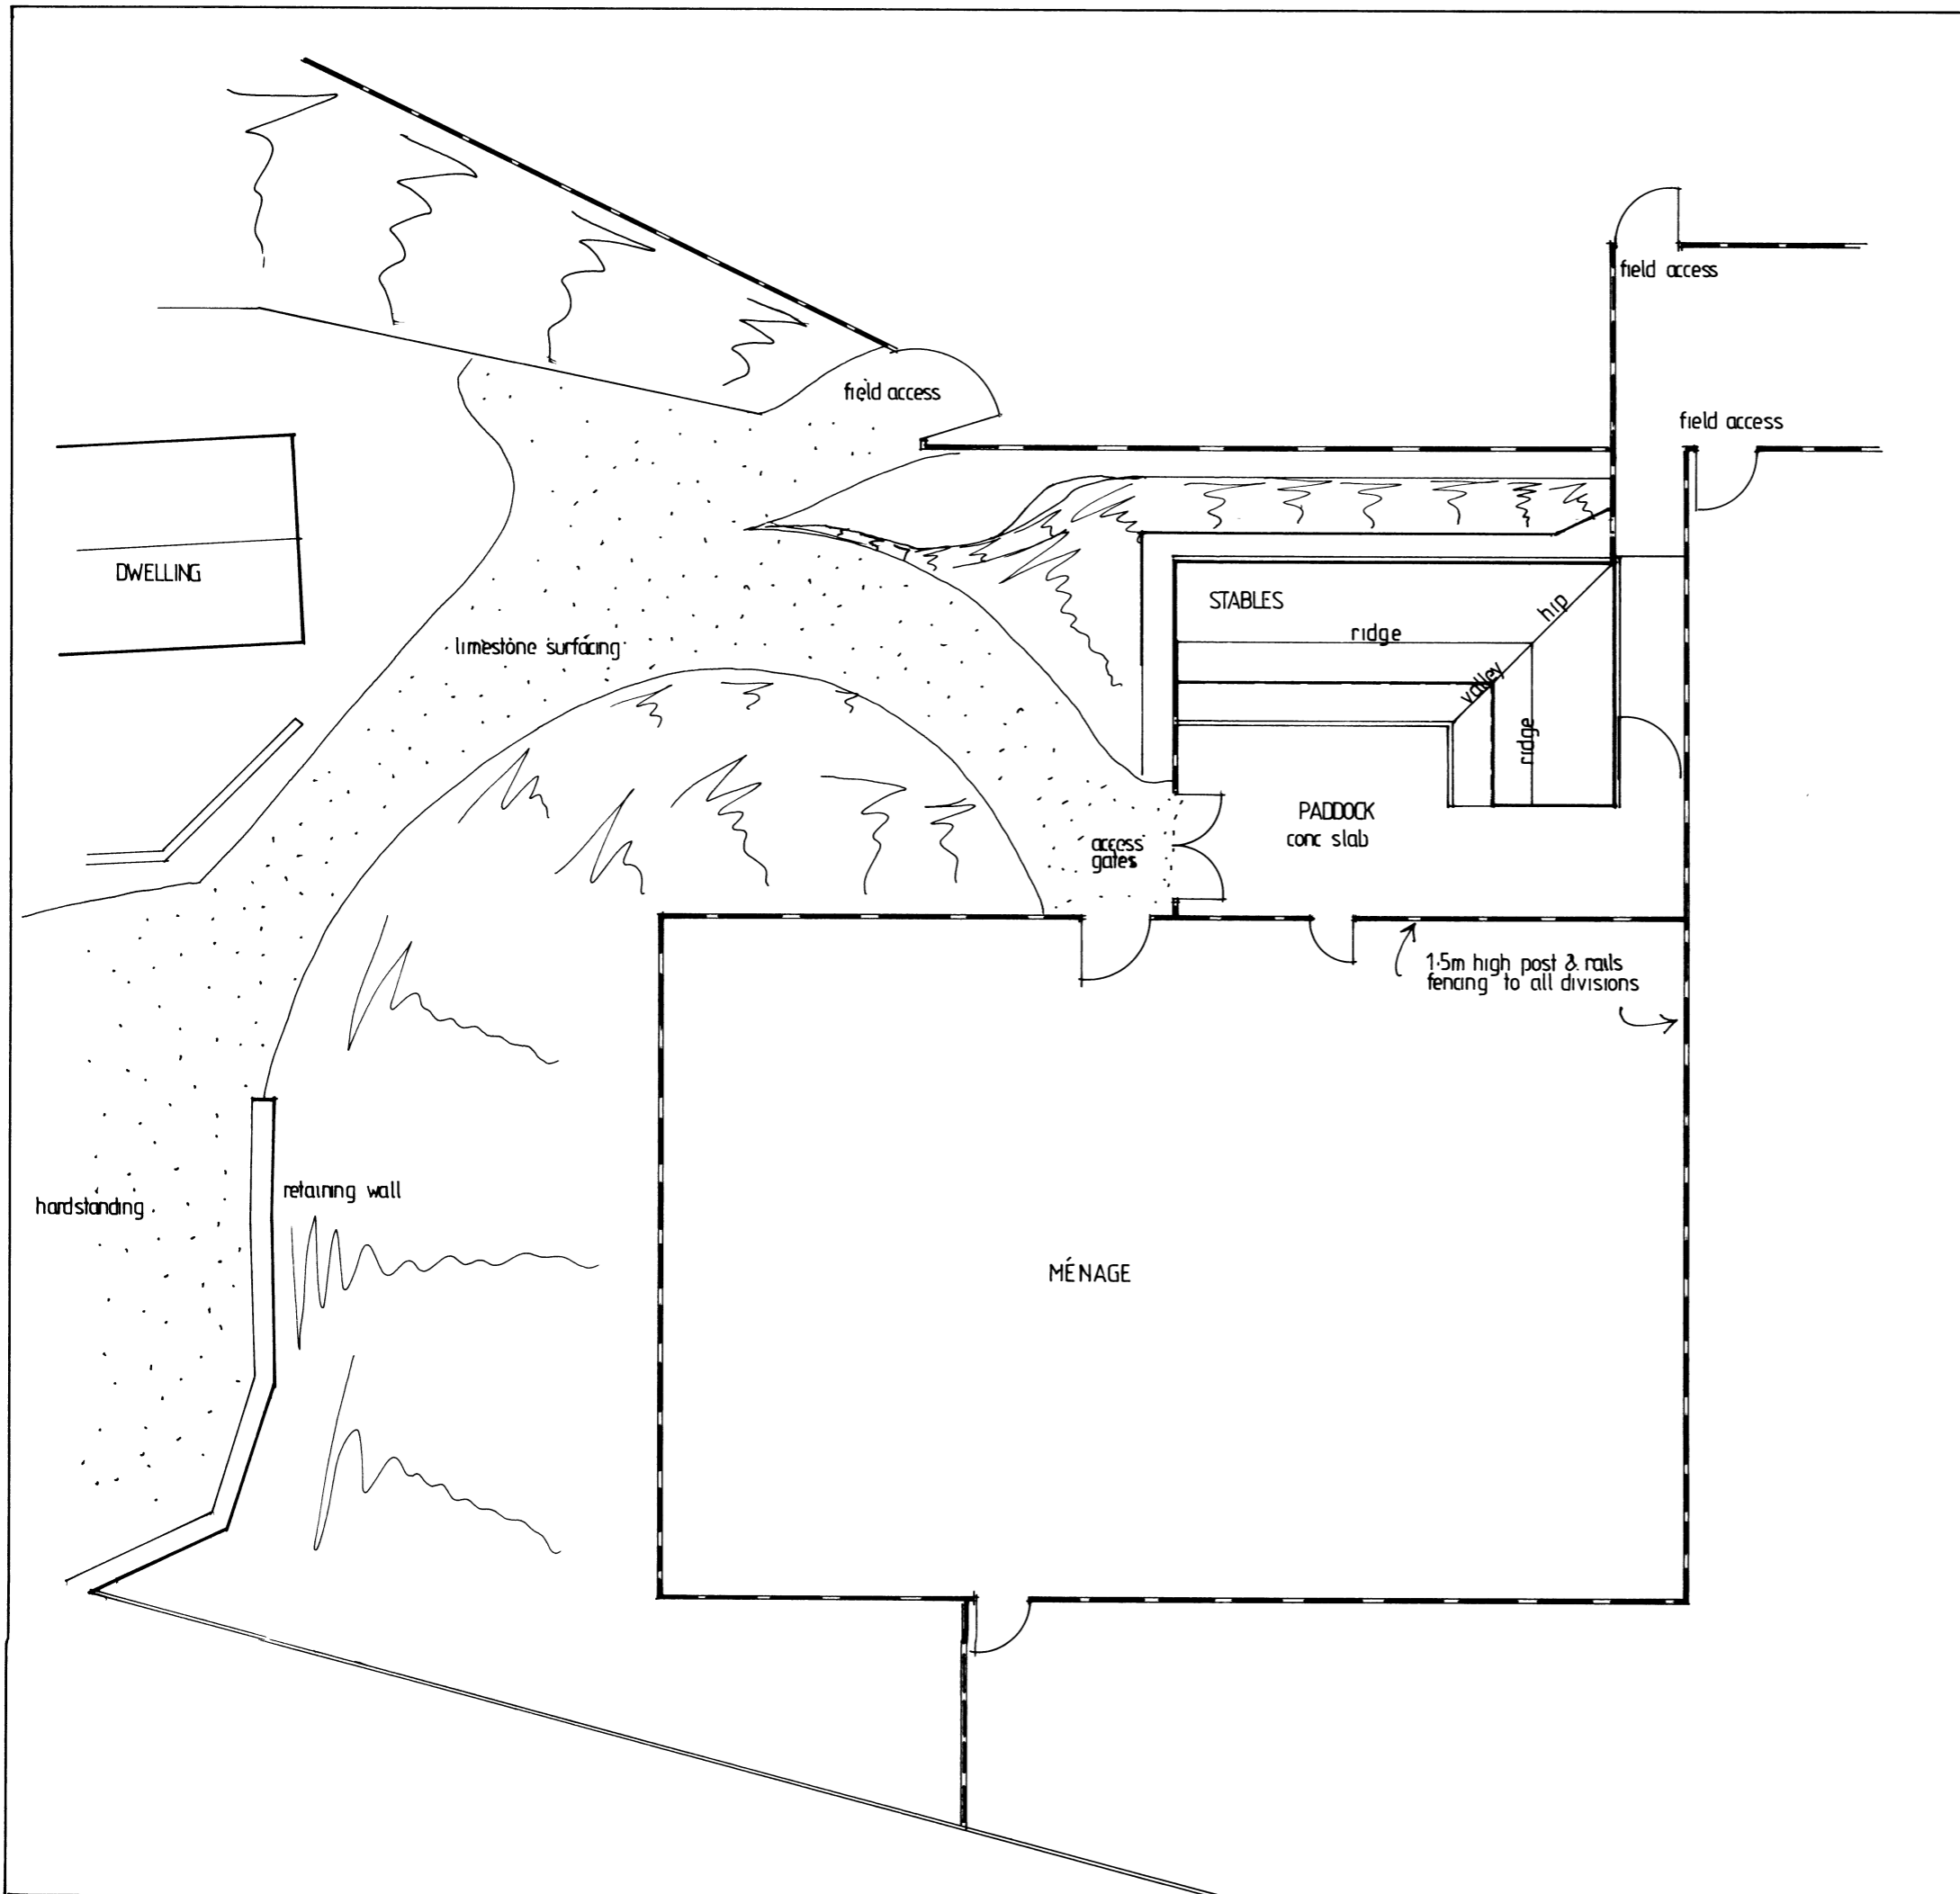 field access
field access
field access
DWELLING
STABLES
hip
ridge
limestone surfacing
valley
ridge
PADDOCK
conc slab
access
gates
1·5m high post & rails
fencing to all divisions
retaining wall
hardstanding
MÉNAGE